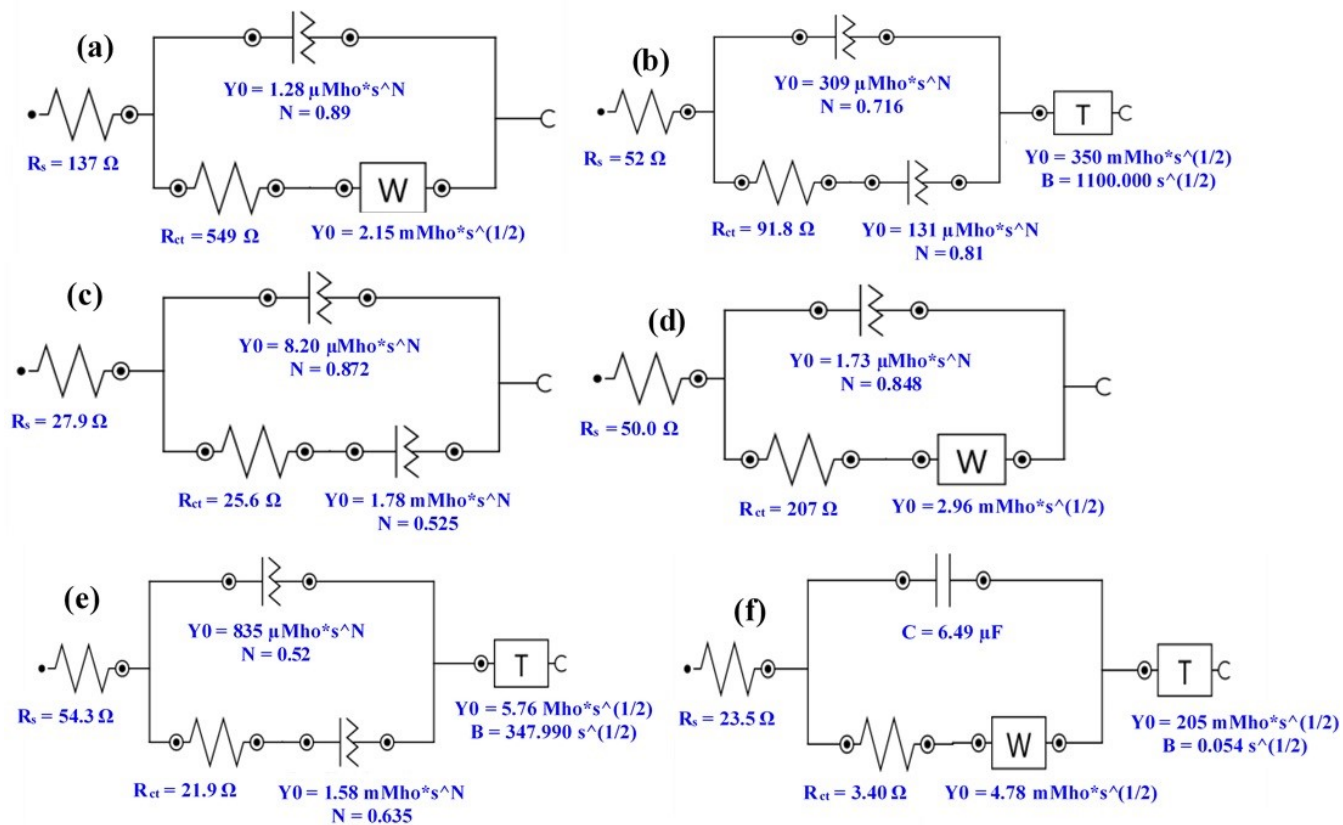 (a)
Y0 = 1.28 µMho*s^N
N = 0.89
Rs = 137 Ω
W
C
Rct = 549 Ω
Y0 = 2.15 mMho*s^(1/2)
(b)
Y0 = 309 µMho*s^N
N = 0.716
Rs = 52 Ω
T
C
Y0 = 350 mMho*s^(1/2)
B = 1100.000 s^(1/2)
Rct = 91.8 Ω
Y0 = 131 µMho*s^N
N = 0.81
(c)
Y0 = 8.20 µMho*s^N
N = 0.872
C
Rs = 27.9 Ω
Rct = 25.6 Ω
Y0 = 1.78 mMho*s^N
N = 0.525
(d)
Y0 = 1.73 µMho*s^N
N = 0.848
C
Rs = 50.0 Ω
W
Rct = 207 Ω
Y0 = 2.96 mMho*s^(1/2)
(e)
Y0 = 835 µMho*s^N
N = 0.52
T
C
Rs = 54.3 Ω
Y0 = 5.76 Mho*s^(1/2)
B = 347.990 s^(1/2)
Rct = 21.9 Ω
Y0 = 1.58 mMho*s^N
N = 0.635
(f)
C = 6.49 µF
T
C
Rs = 23.5 Ω
Y0 = 205 mMho*s^(1/2)
B = 0.054 s^(1/2)
W
Rct = 3.40 Ω
Y0 = 4.78 mMho*s^(1/2)